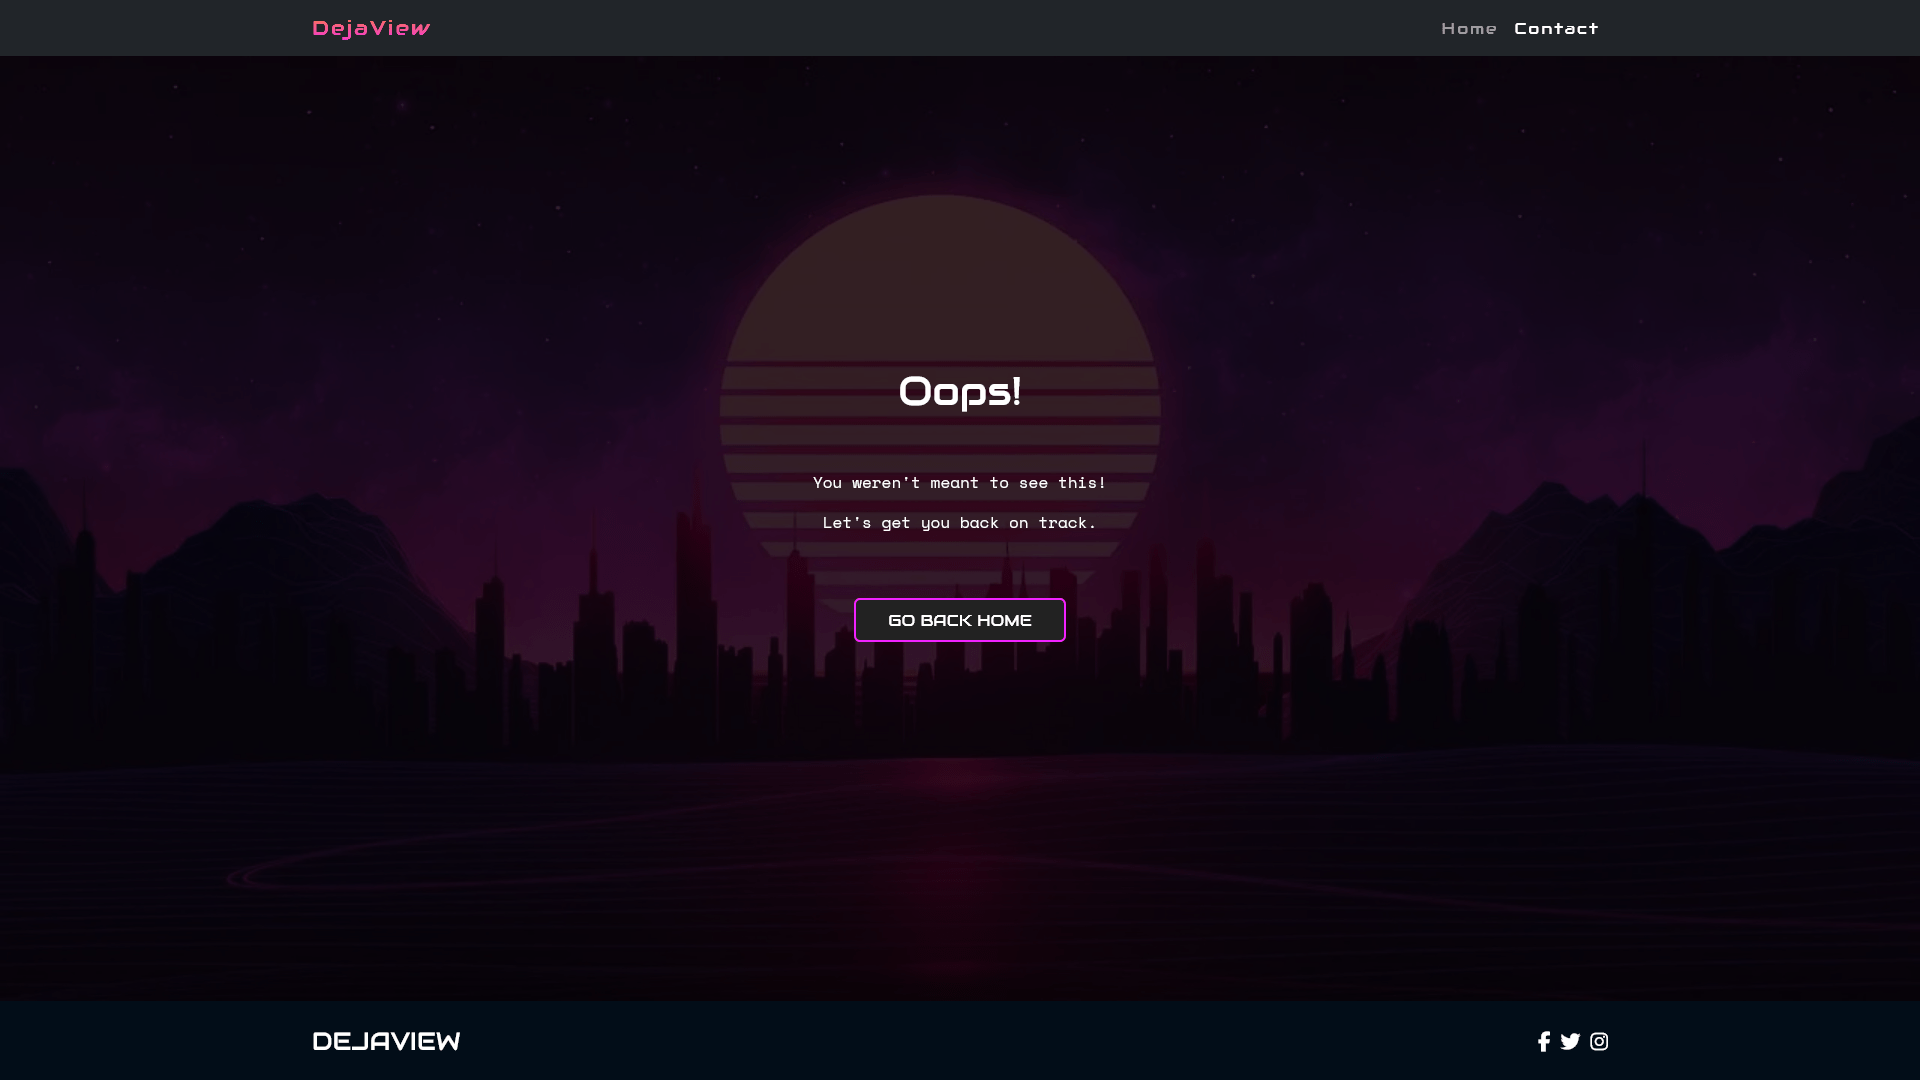 DejaView
Home Contact
Oops!
You weren't meant to see this!
Let's get you back on track.
GO BACK HOME
DEJAVIEW